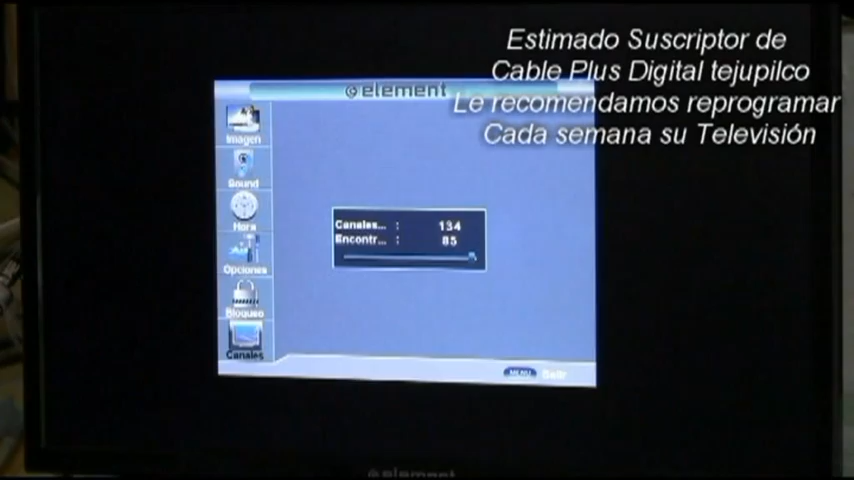 Estimado Suscriptor de
Cable Plus Digital tejupilco
Le recomendamos reprogramar
Cada semana su Televisión
element
Imagen
Sound
Hora
Opciones
Bloqueo
Canales
Canales... : 134
Encontr... : 85
MENU Salir
element